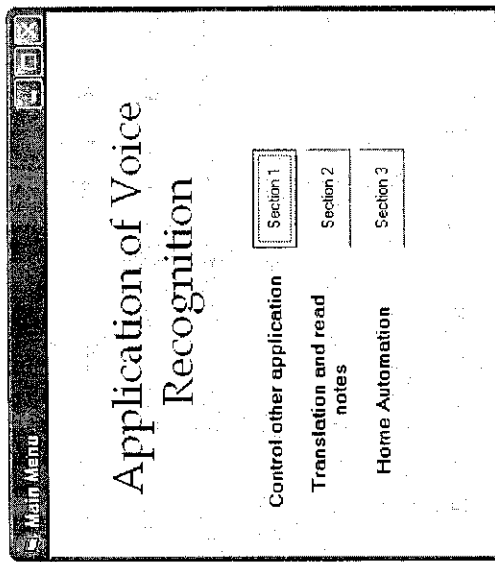 Main Menu
Application of Voice
Recognition
Control other application
Section 1
Translation and read
notes
Section 2
Home Automation
Section 3